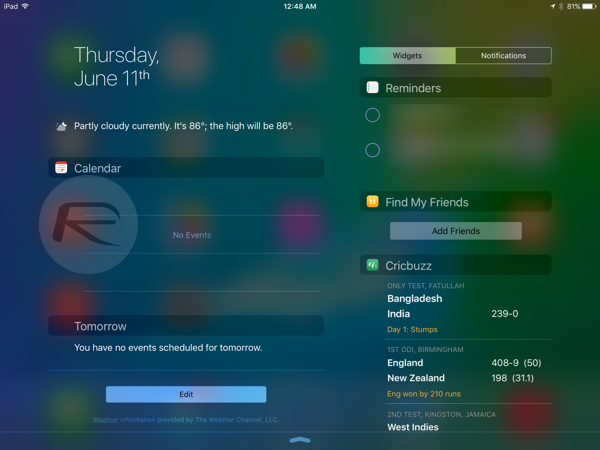 iPad
12:48 AM
81%
Thursday,
June 11th
Partly cloudy currently. It's 86°; the high will be 86°.
Calendar
No Events
Tomorrow
You have no events scheduled for tomorrow.
Edit
Weather information provided by The Weather Channel, LLC.
Widgets
Notifications
Reminders
Find My Friends
Add Friends
Cricbuzz
ONLY TEST, FATULLAH
Bangladesh
India 239-0
Day 1: Stumps
1ST ODI, BIRMINGHAM
England 408-9 (50)
New Zealand 198 (31.1)
Eng won by 210 runs
2ND TEST, KINGSTON, JAMAICA
West Indies